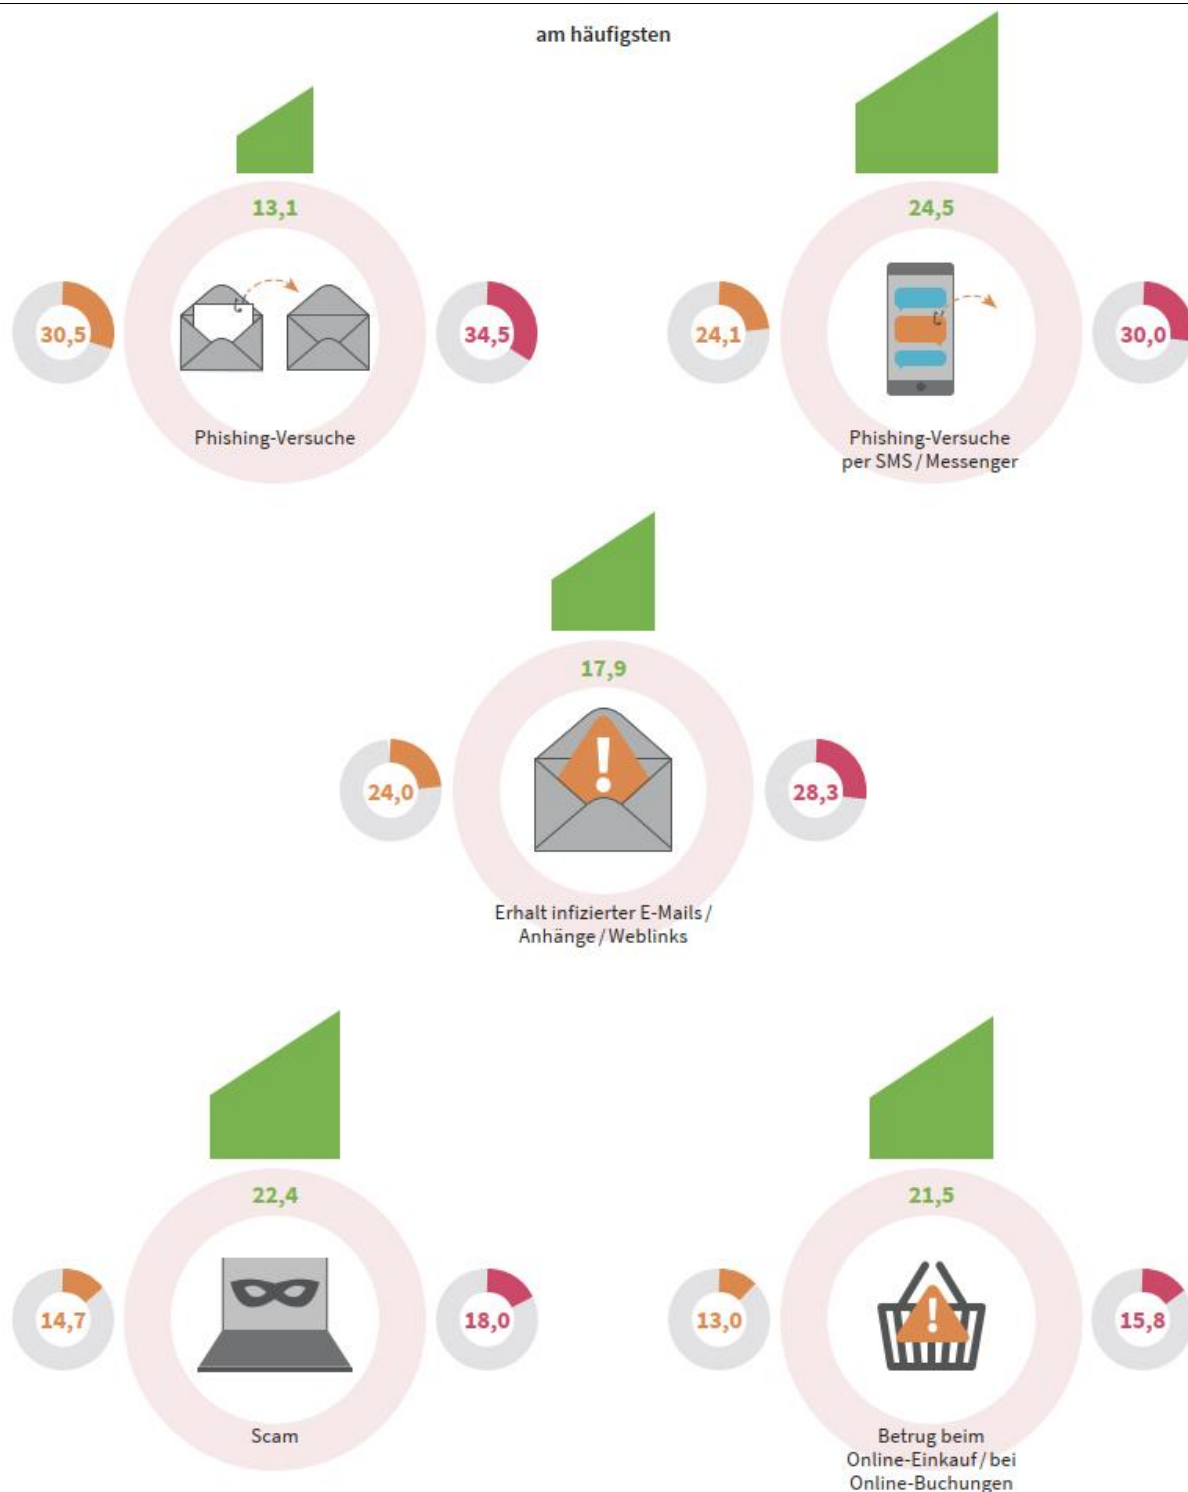 am häufigsten
13,1
24,5
30,5
34,5
24,1
30,0
Phishing-Versuche
Phishing-Versuche
per SMS / Messenger
17,9
24,0
28,3
Erhalt infizierter E-Mails /
Anhänge / Weblinks
22,4
21,5
14,7
18,0
13,0
15,8
Scam
Betrug beim
Online-Einkauf / bei
Online-Buchungen